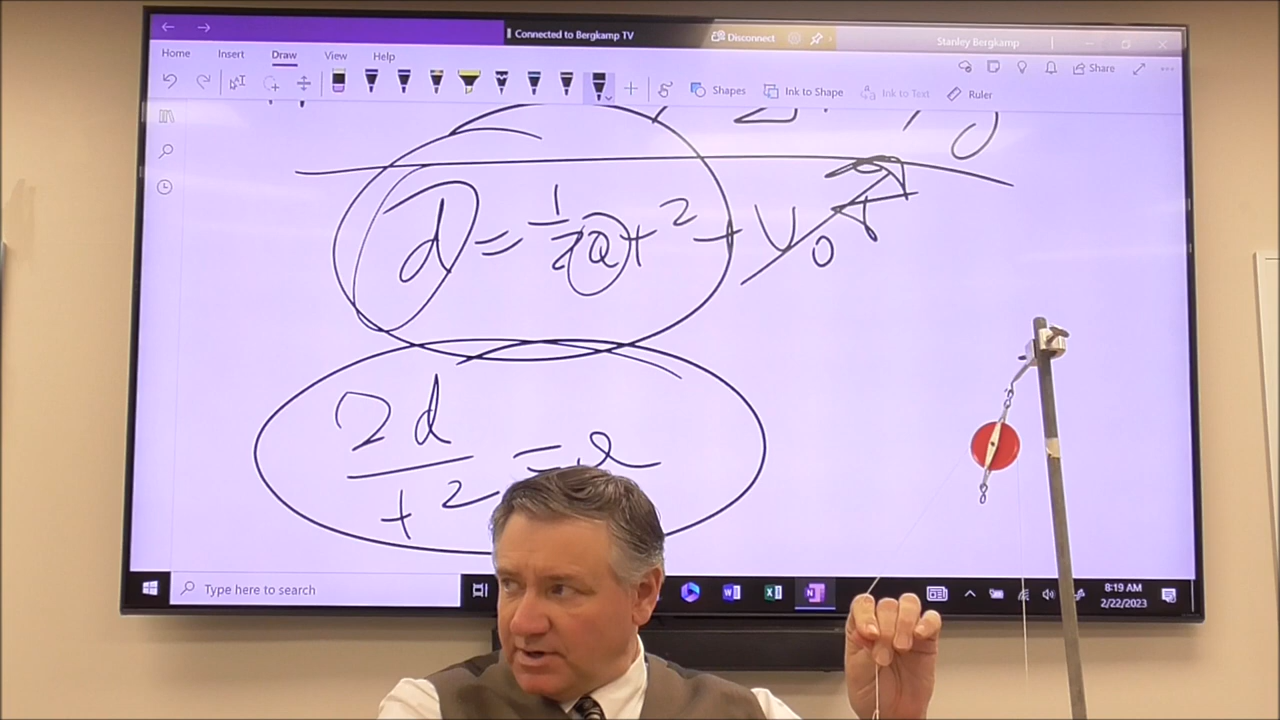 Connected to Bergkamp TV Disconnect Stanley Bergkamp
Home Insert Draw View Help
Share
Shapes Ink to Shape Ink to Text Ruler
d = 1/2 a t² + V₀ t
2d/t² = a
Type here to search
8:19 AM
2/22/2023